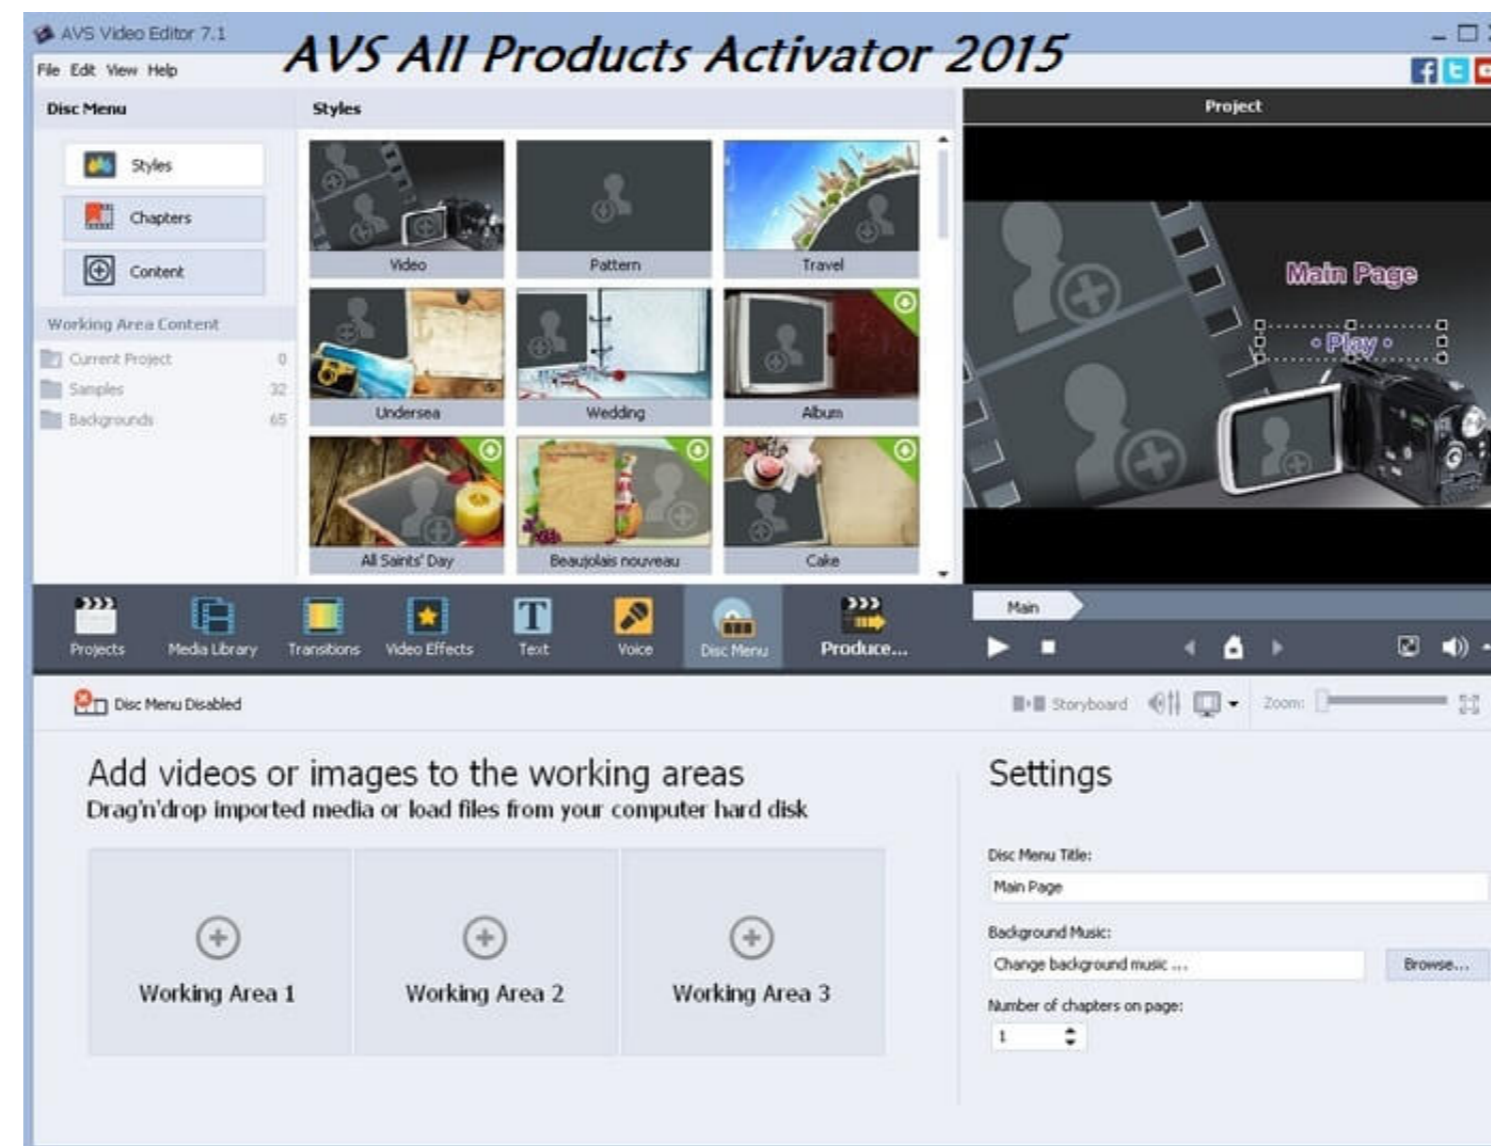 AVS Video Editor 7.1
AVS All Products Activator 2015
File Edit View Help
Disc Menu
Styles
Project
Styles
Chapters
Content
Working Area Content
Current Project 0
Samples 32
Backgrounds 65
Video
Pattern
Travel
Undersea
Wedding
Album
All Saints' Day
Beaujolais nouveau
Cake
Main Page
Play
Projects
Media Library
Transitions
Video Effects
Text
Voice
Disc Menu
Produce...
Main
Disc Menu Disabled
Storyboard
Zoom:
Add videos or images to the working areas
Drag'n'drop imported media or load files from your computer hard disk
Working Area 1
Working Area 2
Working Area 3
Settings
Disc Menu Title:
Main Page
Background Music:
Change background music ...
Browse...
Number of chapters on page:
1